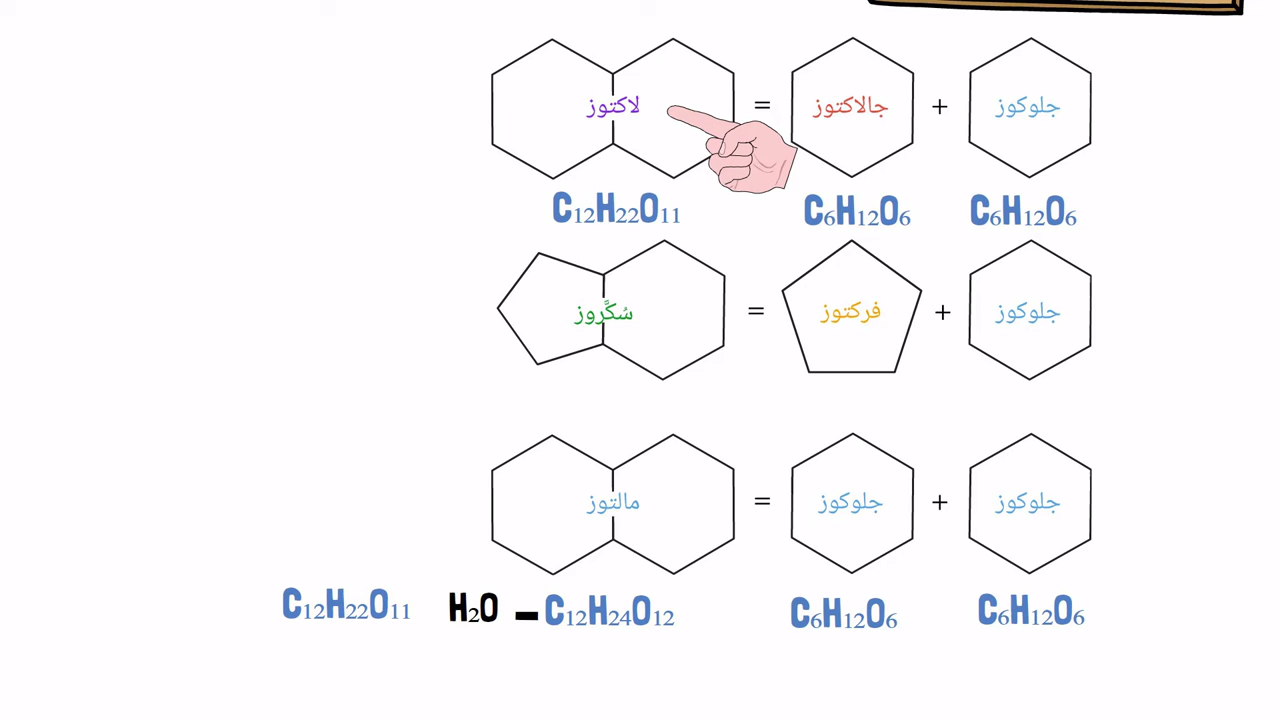 جلوكوز + جالاكتوز = لاكتوز
C₆H₁₂O₆ C₆H₁₂O₆ C₁₂H₂₂O₁₁
جلوكوز + فركتوز = سُكَّروز
جلوكوز + جلوكوز = مالتوز
C₆H₁₂O₆ C₆H₁₂O₆ C₁₂H₂₄O₁₂ - H₂O C₁₂H₂₂O₁₁